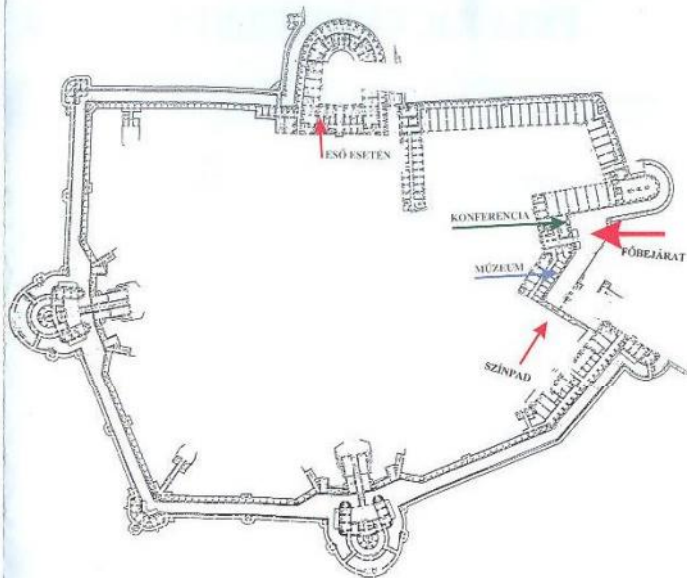 ESŐ ESETÉN
KONFERENCIA
FŐBEJÁRAT
MÚZEUM
SZÍNPAD